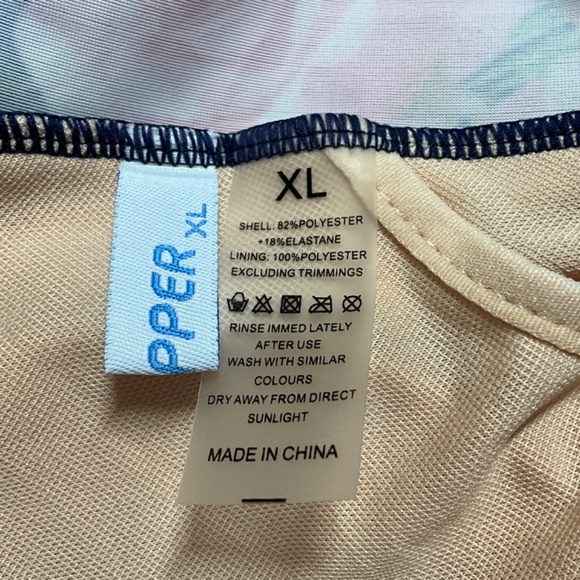 PPER XL
XL
SHELL: 82%POLYESTER
+18%ELASTANE
LINING: 100%POLYESTER
EXCLUDING TRIMMINGS
RINSE IMMED LATELY
AFTER USE
WASH WITH SIMILAR
COLOURS
DRY AWAY FROM DIRECT
SUNLIGHT
MADE IN CHINA